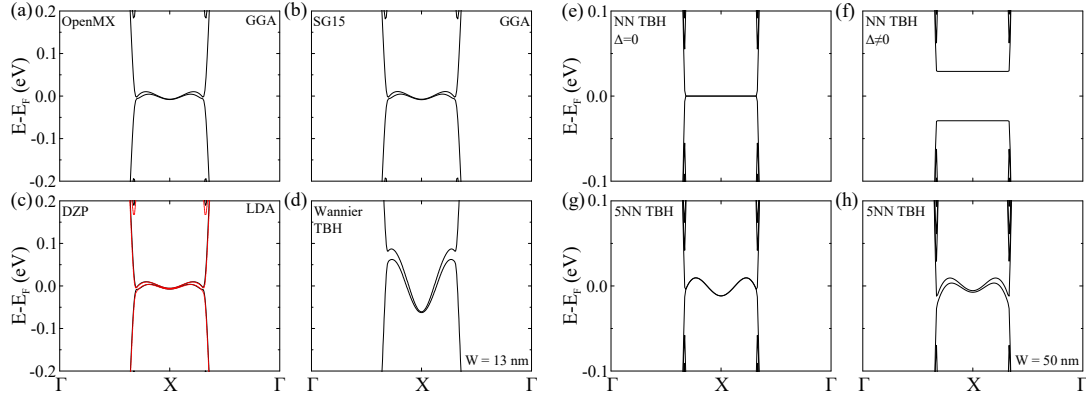 (a)
OpenMX
GGA
(b)
SG15
GGA
(e)
NN TBH
Δ=0
(f)
NN TBH
Δ≠0
E-E_F (eV)
0.2
0.1
0.0
-0.1
-0.2
E-E_F (eV)
0.1
0.0
-0.1
(c)
DZP
LDA
(d)
Wannier
TBH
W = 13 nm
(g)
5NN TBH
(h)
5NN TBH
W = 50 nm
E-E_F (eV)
0.2
0.1
0.0
-0.1
-0.2
E-E_F (eV)
0.1
0.0
-0.1
Γ X Γ X Γ Γ X Γ X Γ